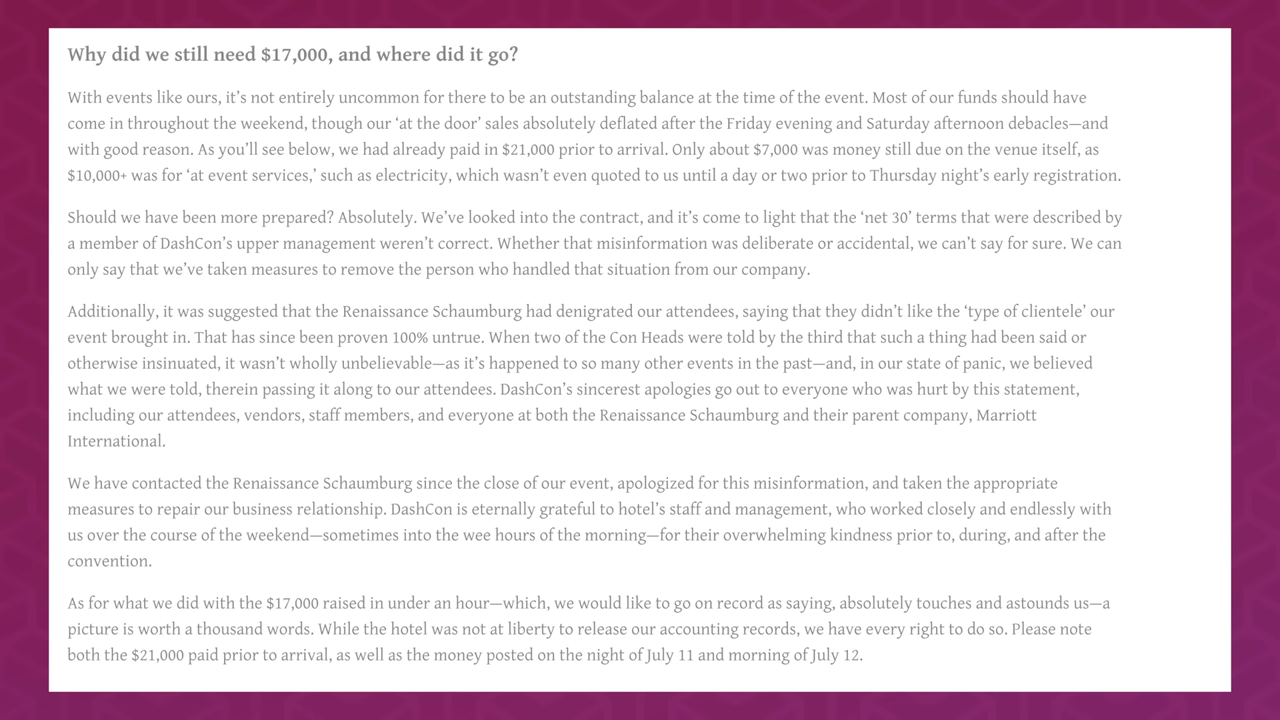 Why did we still need $17,000, and where did it go?
With events like ours, it's not entirely uncommon for there to be an outstanding balance at the time of the event. Most of our funds should have
come in throughout the weekend, though our ‘at the door’ sales absolutely deflated after the Friday evening and Saturday afternoon debacles—and
with good reason. As you’ll see below, we had already paid in $21,000 prior to arrival. Only about $7,000 was money still due on the venue itself, as
$10,000+ was for ‘at event services,’ such as electricity, which wasn’t even quoted to us until a day or two prior to Thursday night’s early registration.
Should we have been more prepared? Absolutely. We’ve looked into the contract, and it’s come to light that the ‘net 30’ terms that were described by
a member of DashCon’s upper management weren’t correct. Whether that misinformation was deliberate or accidental, we can’t say for sure. We can
only say that we’ve taken measures to remove the person who handled that situation from our company.
Additionally, it was suggested that the Renaissance Schaumburg had denigrated our attendees, saying that they didn’t like the ‘type of clientele’ our
event brought in. That has since been proven 100% untrue. When two of the Con Heads were told by the third that such a thing had been said or
otherwise insinuated, it wasn’t wholly unbelievable—as it’s happened to so many other events in the past—and, in our state of panic, we believed
what we were told, therein passing it along to our attendees. DashCon’s sincerest apologies go out to everyone who was hurt by this statement,
including our attendees, vendors, staff members, and everyone at both the Renaissance Schaumburg and their parent company, Marriott
International.
We have contacted the Renaissance Schaumburg since the close of our event, apologized for this misinformation, and taken the appropriate
measures to repair our business relationship. DashCon is eternally grateful to hotel’s staff and management, who worked closely and endlessly with
us over the course of the weekend—sometimes into the wee hours of the morning—for their overwhelming kindness prior to, during, and after the
convention.
As for what we did with the $17,000 raised in under an hour—which, we would like to go on record as saying, absolutely touches and astounds us—a
picture is worth a thousand words. While the hotel was not at liberty to release our accounting records, we have every right to do so. Please note
both the $21,000 paid prior to arrival, as well as the money posted on the night of July 11 and morning of July 12.